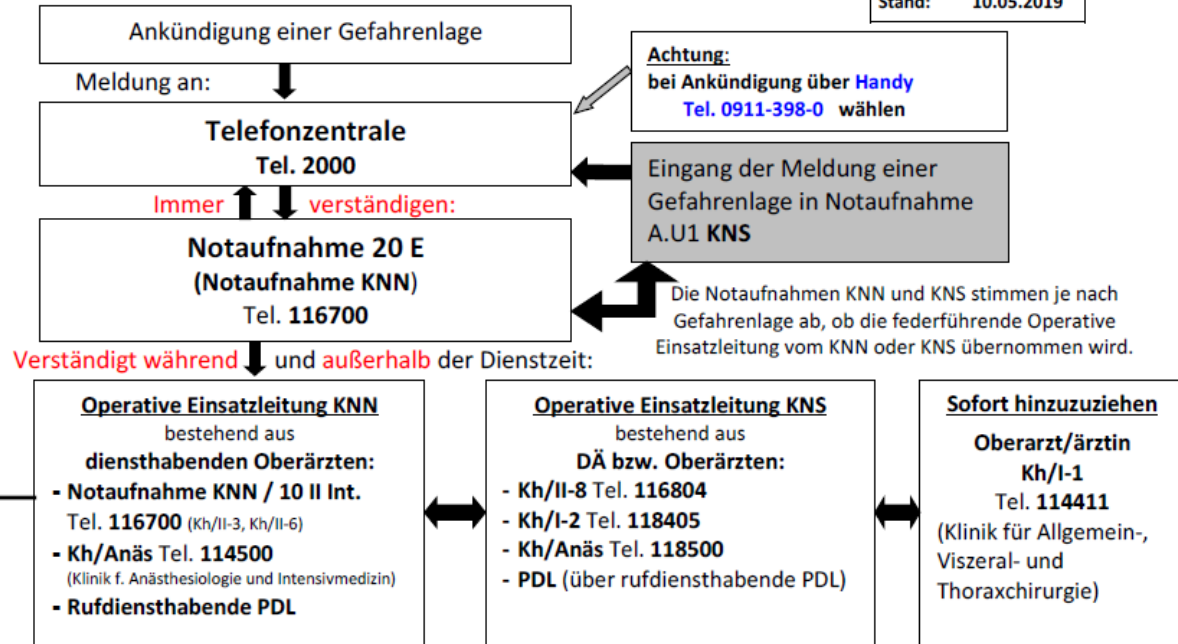 Stand: 10.05.2019
Ankündigung einer Gefahrenlage
Meldung an:
Achtung:
bei Ankündigung über Handy
Tel. 0911-398-0 wählen
Telefonzentrale
Tel. 2000
Eingang der Meldung einer
Gefahrenlage in Notaufnahme
A.U1 KNS
Immer verständigen:
Notaufnahme 20 E
(Notaufnahme KNN)
Tel. 116700
Die Notaufnahmen KNN und KNS stimmen je nach
Gefahrenlage ab, ob die federführende Operative
Einsatzleitung vom KNN oder KNS übernommen wird.
Verständigt während und außerhalb der Dienstzeit:
Operative Einsatzleitung KNN
bestehend aus
diensthabenden Oberärzten:
- Notaufnahme KNN / 10 II Int.
Tel. 116700 (Kh/II-3, Kh/II-6)
- Kh/Anäs Tel. 114500
(Klinik f. Anästhesiologie und Intensivmedizin)
- Rufdiensthabende PDL
Operative Einsatzleitung KNS
bestehend aus
DÄ bzw. Oberärzten:
- Kh/II-8 Tel. 116804
- Kh/I-2 Tel. 118405
- Kh/Anäs Tel. 118500
- PDL (über rufdiensthabende PDL)
Sofort hinzuzuziehen
Oberarzt/ärztin
Kh/I-1
Tel. 114411
(Klinik für Allgemein-,
Viszeral- und
Thoraxchirurgie)